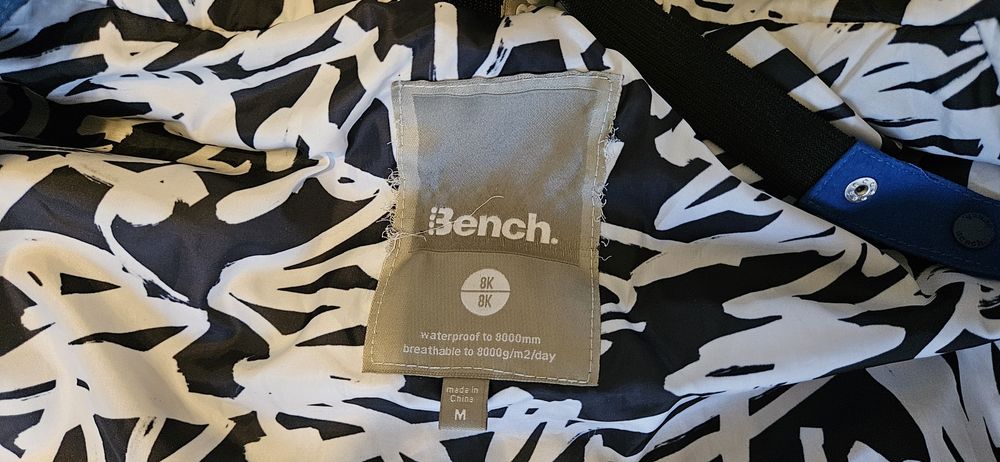 Bench.
8K
8K
waterproof to 8000mm
breathable to 8000g/m2/day
made in
China
M